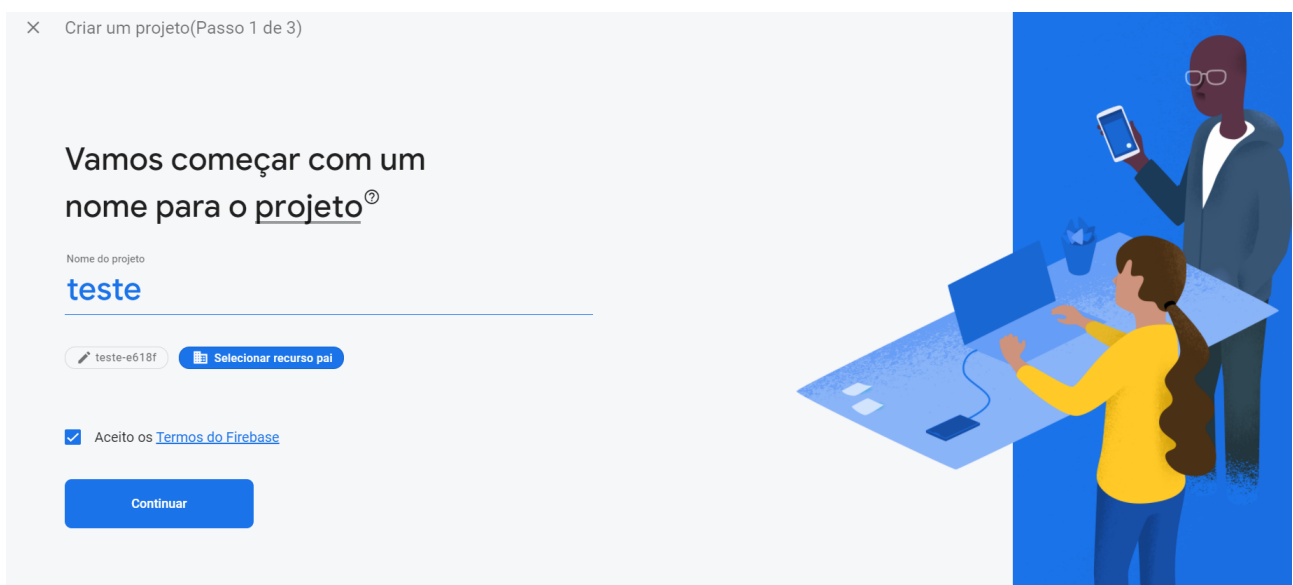 Criar um projeto(Passo 1 de 3)
Vamos começar com um
nome para o projeto
Nome do projeto
teste
teste-e618f
Selecionar recurso pai
Aceito os Termos do Firebase
Continuar